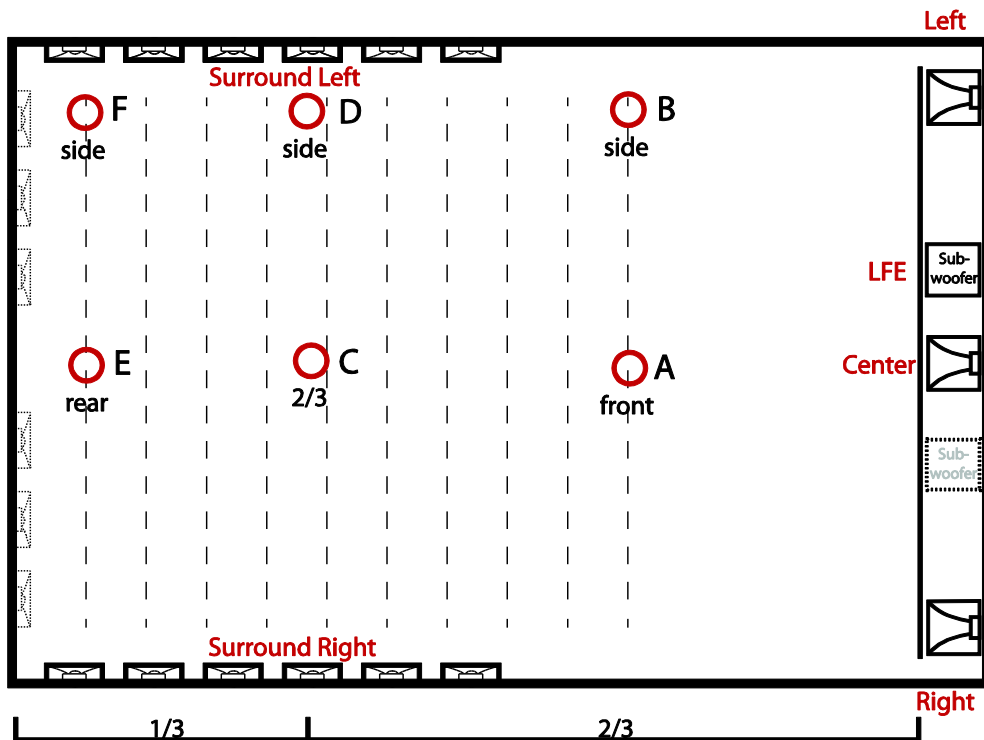 Left
Surround Left
F
side
D
side
B
side
LFE
Sub-
woofer
E
rear
C
2/3
A
front
Center
Sub-
woofer
Surround Right
Right
1/3
2/3